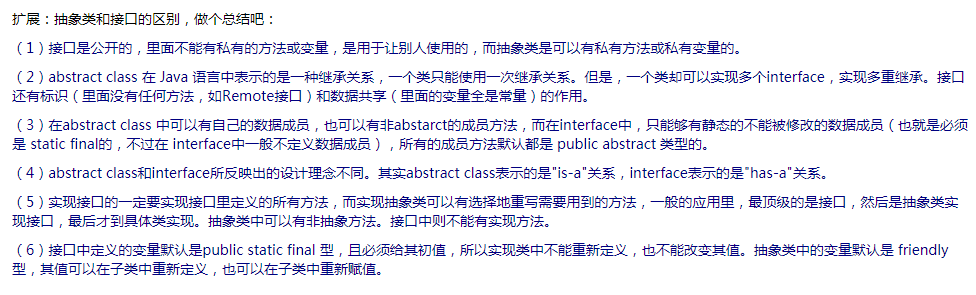 扩展：抽象类和接口的区别，做个总结吧：
（1）接口是公开的，里面不能有私有的方法或变量，是用于让别人使用的，而抽象类是可以有私有方法或私有变量的。
（2）abstract class 在 Java 语言中表示的是一种继承关系，一个类只能使用一次继承关系。但是，一个类却可以实现多个interface，实现多重继承。接口
还有标识（里面没有任何方法，如Remote接口）和数据共享（里面的变量全是常量）的作用。
（3）在abstract class 中可以有自己的数据成员，也可以有非abstarct的成员方法，而在interface中，只能够有静态的不能被修改的数据成员（也就是必须
是 static final的，不过在 interface中一般不定义数据成员），所有的成员方法默认都是 public abstract 类型的。
（4）abstract class和interface所反映出的设计理念不同。其实abstract class表示的是"is-a"关系，interface表示的是"has-a"关系。
（5）实现接口的一定要实现接口里定义的所有方法，而实现抽象类可以有选择地重写需要用到的方法，一般的应用里，最顶级的是接口，然后是抽象类实
现接口，最后才到具体类实现。抽象类中可以有非抽象方法。接口中则不能有实现方法。
（6）接口中定义的变量默认是public static final 型，且必须给其初值，所以实现类中不能重新定义，也不能改变其值。抽象类中的变量默认是 friendly
型，其值可以在子类中重新定义，也可以在子类中重新赋值。